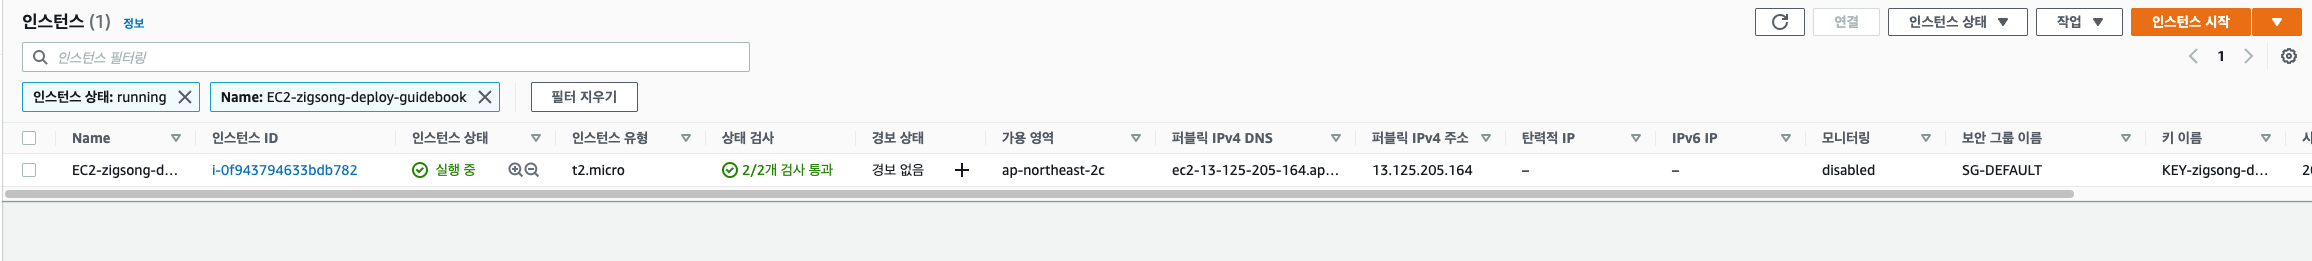 인스턴스 (1) 정보
연결 인스턴스 상태 작업 인스턴스 시작
인스턴스 필터링
1
인스턴스 상태: running Name: EC2-zigsong-deploy-guidebook 필터 지우기
Name 인스턴스 ID 인스턴스 상태 인스턴스 유형 상태 검사 경보 상태 가용 영역 퍼블릭 IPv4 DNS 퍼블릭 IPv4 주소 탄력적 IP IPv6 IP 모니터링 보안 그룹 이름 키 이름 시
EC2-zigsong-d... i-0f943794633bdb782 실행 중 t2.micro 2/2개 검사 통과 경보 없음 + ap-northeast-2c ec2-13-125-205-164.ap... 13.125.205.164 – – disabled SG-DEFAULT KEY-zigsong-d... 20